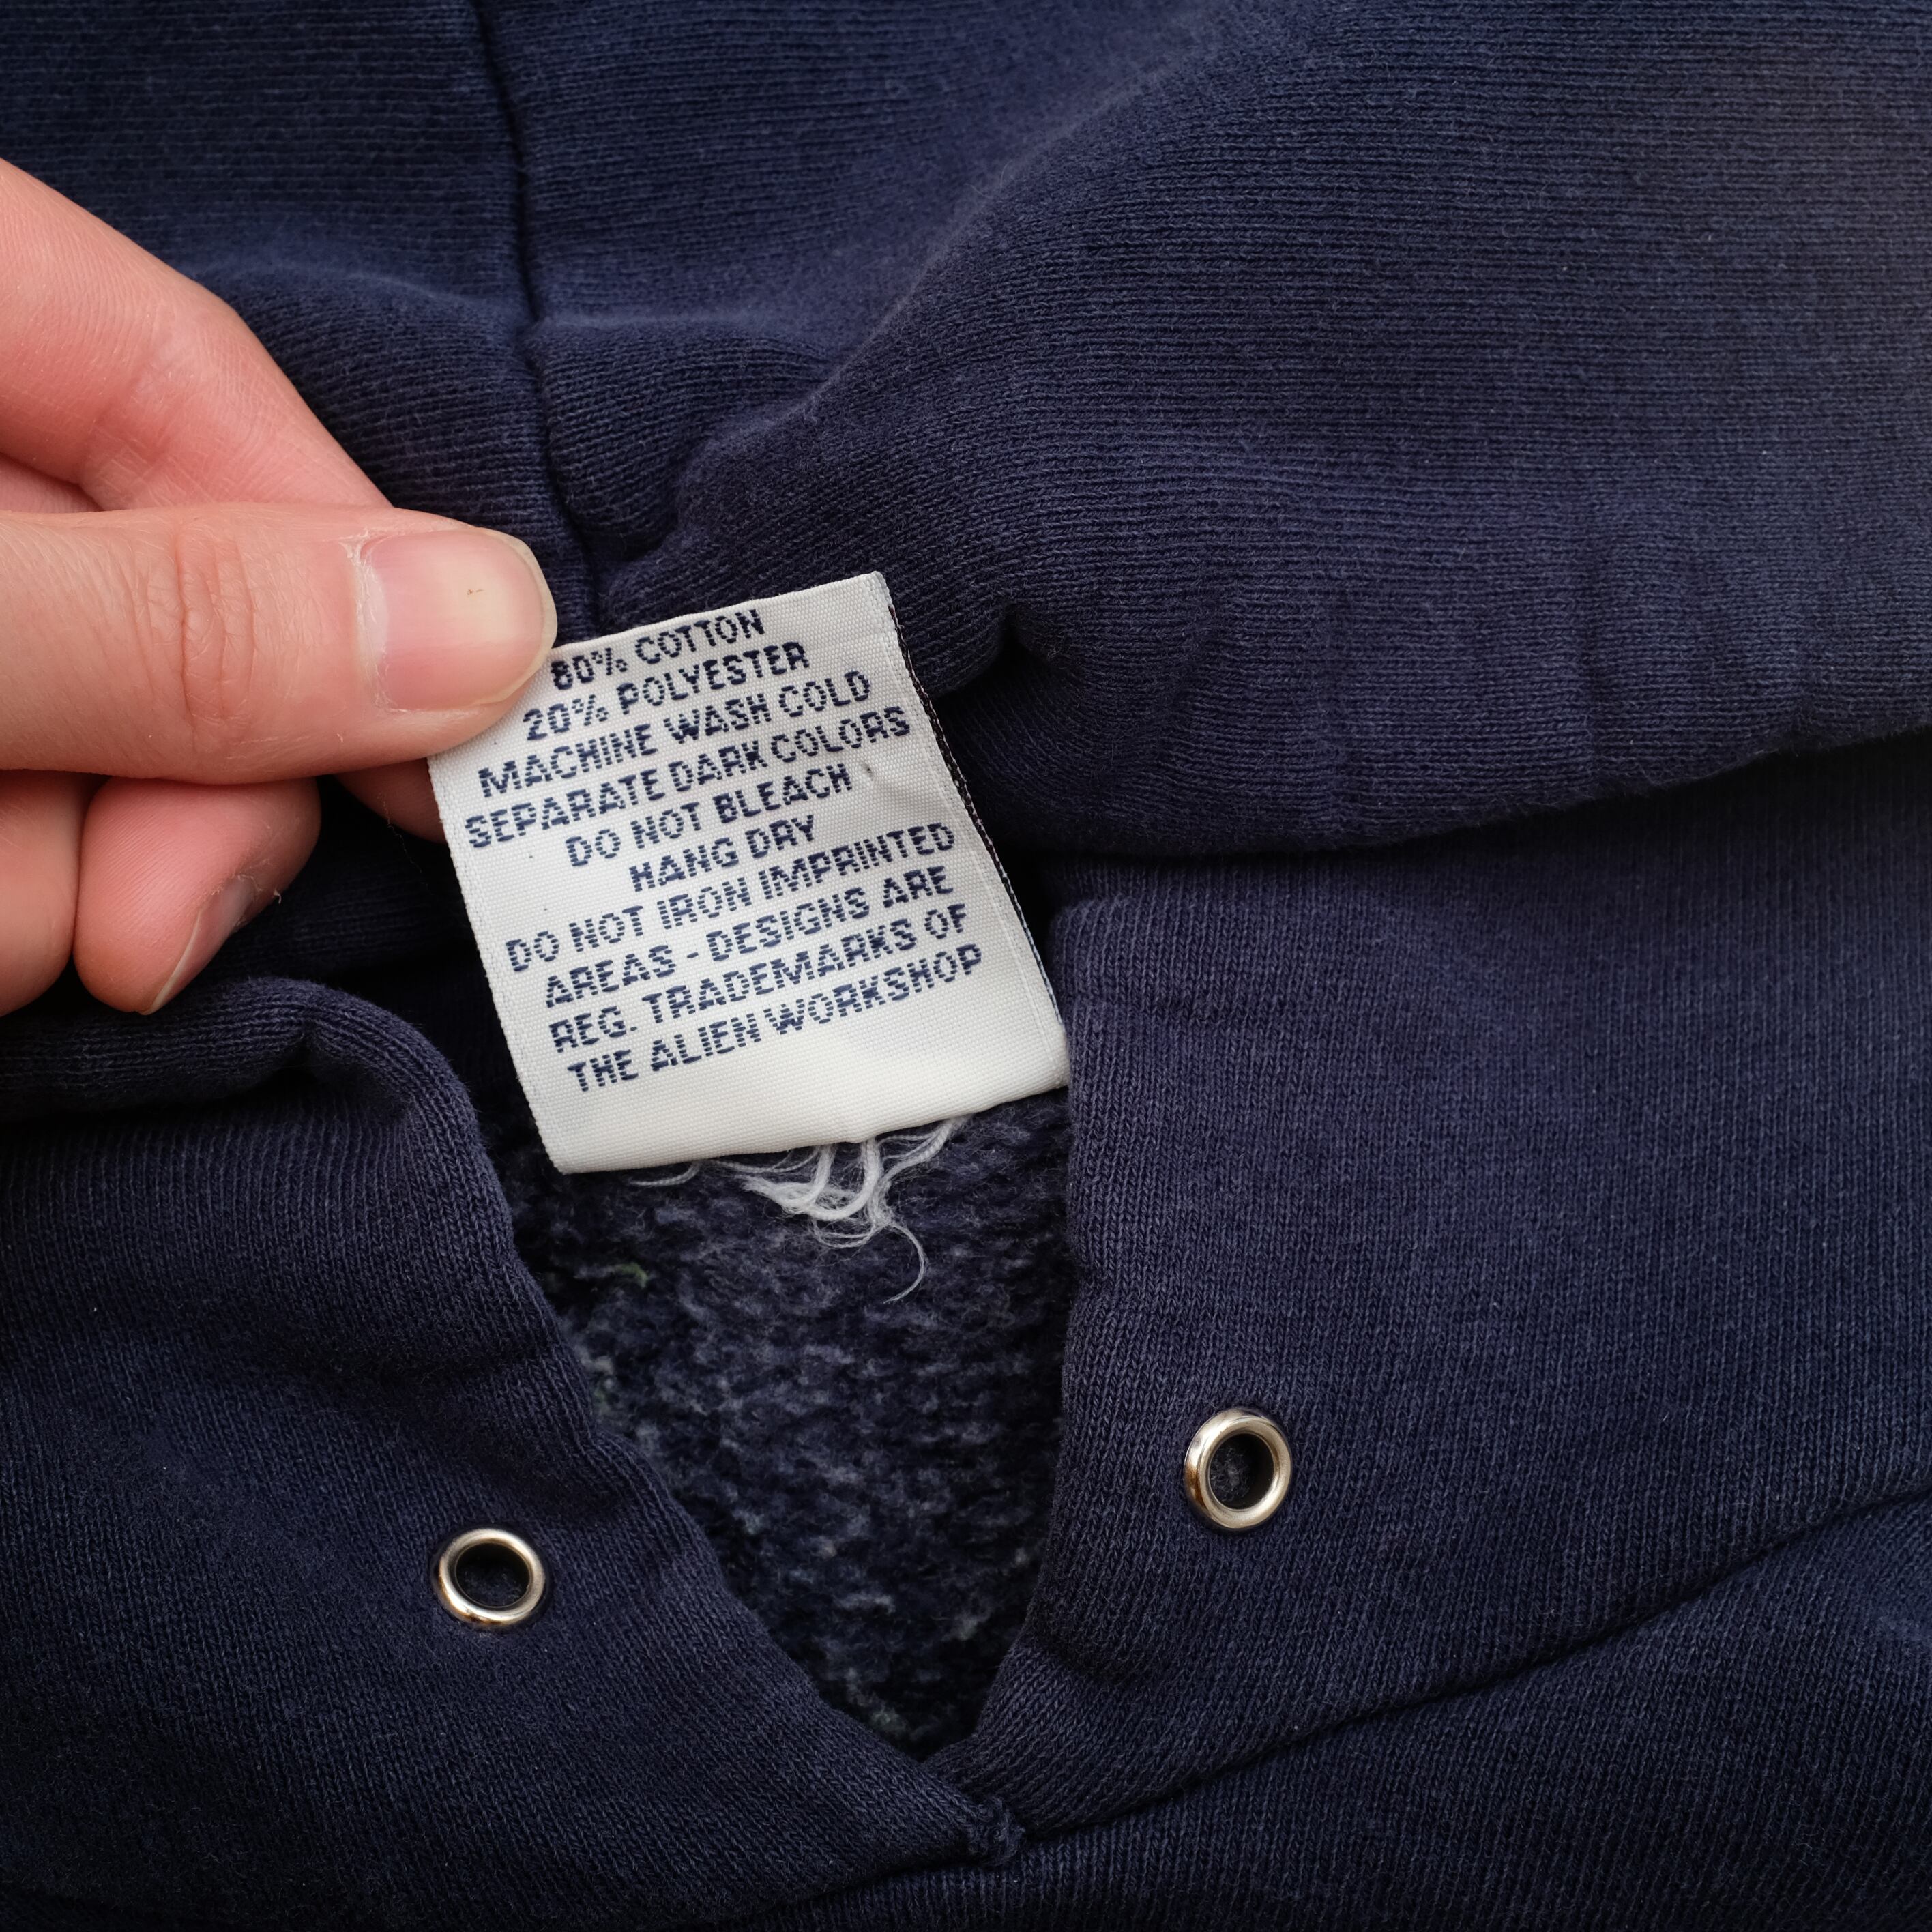 80% COTTON
20% POLYESTER
MACHINE WASH COLD
SEPARATE DARK COLORS
DO NOT BLEACH
HANG DRY
DO NOT IRON IMPRINTED
AREAS - DESIGNS ARE
REG. TRADEMARKS OF
THE ALIEN WORKSHOP